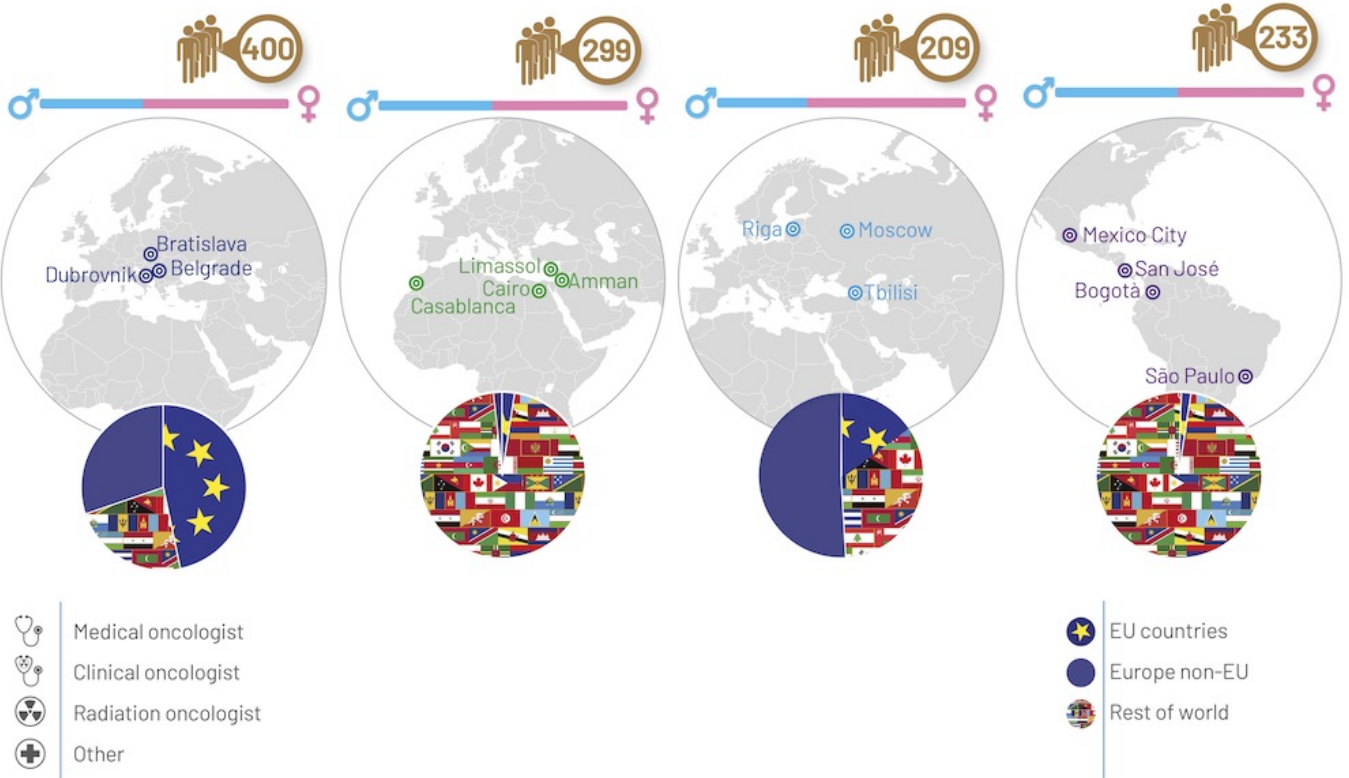 400
299
209
233
Bratislava
Dubrovnik
Belgrade
Limassol
Amman
Cairo
Casablanca
Riga
Moscow
Tbilisi
Mexico City
San José
Bogotà
São Paulo
Medical oncologist
Clinical oncologist
Radiation oncologist
Other
EU countries
Europe non-EU
Rest of world